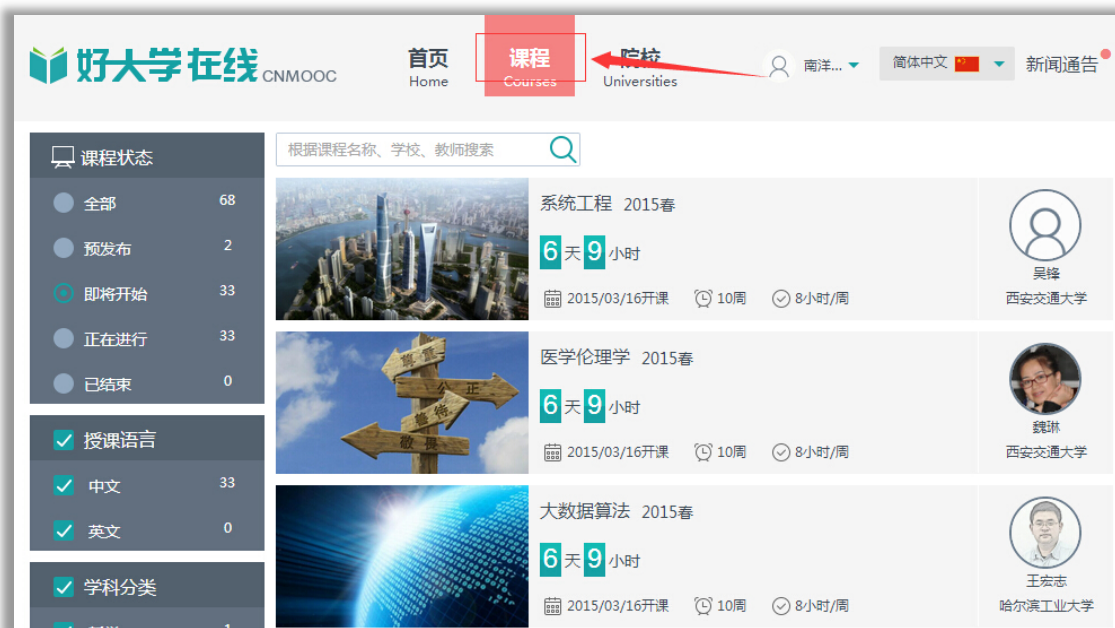 好大学在线 CNMOOC
首页
Home
课程
Courses
院校
Universities
南洋...
简体中文
新闻通告
课程状态
全部 68
预发布 2
即将开始 33
正在进行 33
已结束 0
授课语言
中文 33
英文 0
学科分类
根据课程名称、学校、教师搜索
系统工程 2015春
6天9小时
2015/03/16开课 10周 8小时/周
吴锋
西安交通大学
医学伦理学 2015春
6天9小时
2015/03/16开课 10周 8小时/周
公正
善待
敬畏
魏琳
西安交通大学
大数据算法 2015春
6天9小时
2015/03/16开课 10周 8小时/周
王宏志
哈尔滨工业大学